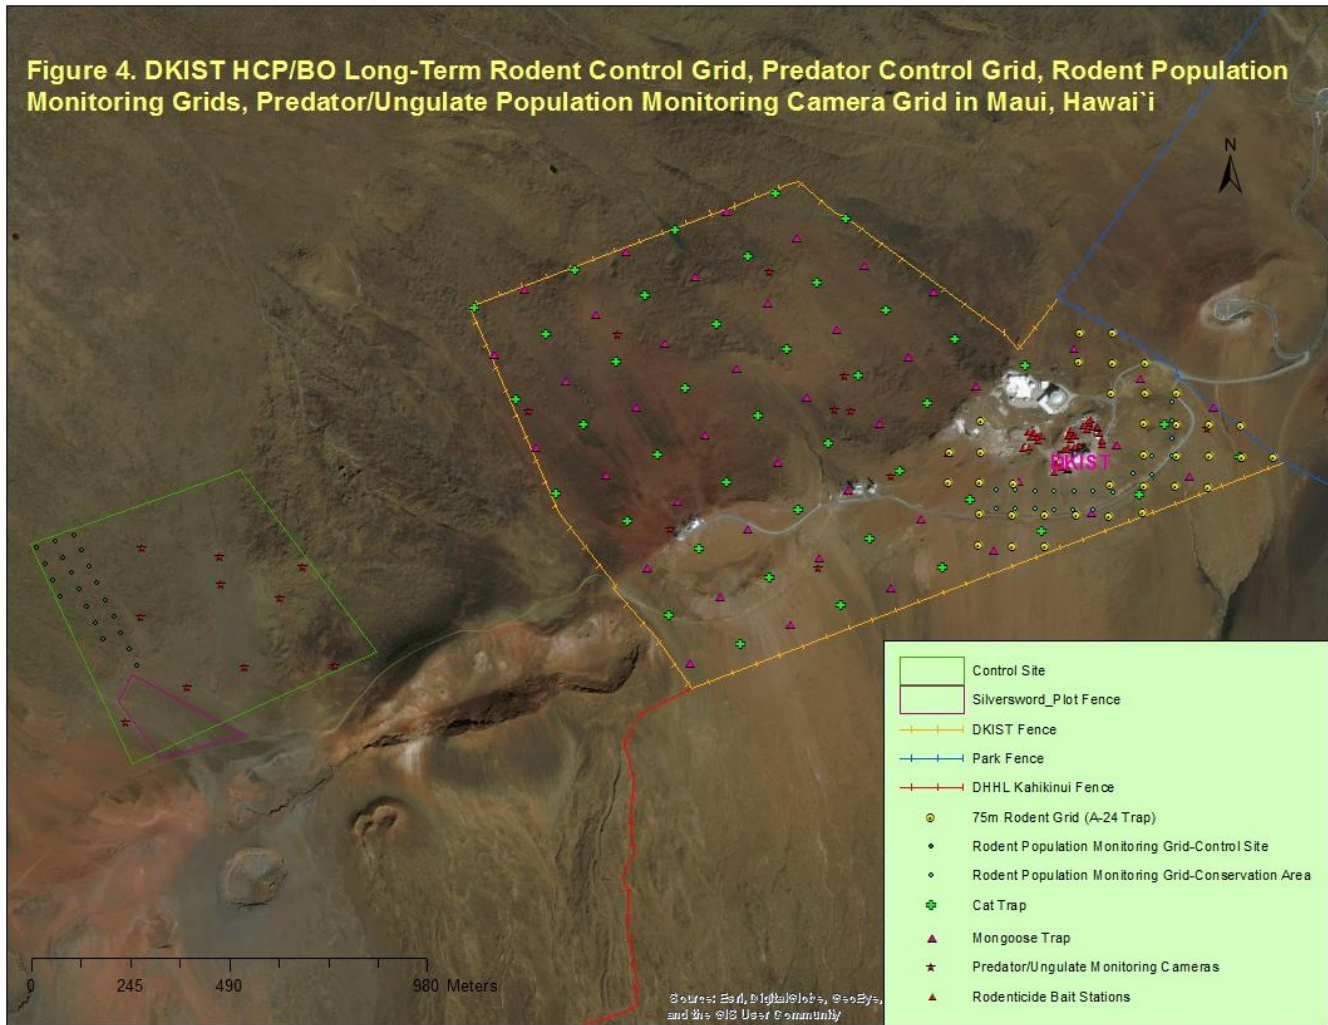 Figure 4. DKIST HCP/BO Long-Term Rodent Control Grid, Predator Control Grid, Rodent Population
Monitoring Grids, Predator/Ungulate Population Monitoring Camera Grid in Maui, Hawai`i
N
DKIST
Control Site
Silversword_Plot Fence
DKIST Fence
Park Fence
DHHL Kahikinui Fence
75m Rodent Grid (A-24 Trap)
Rodent Population Monitoring Grid-Control Site
Rodent Population Monitoring Grid-Conservation Area
Cat Trap
Mongoose Trap
Predator/Ungulate Monitoring Cameras
Rodenticide Bait Stations
0 245 490 980 Meters
Source: Esri, DigitalGlobe, GeoEye,
and the GIS User Community